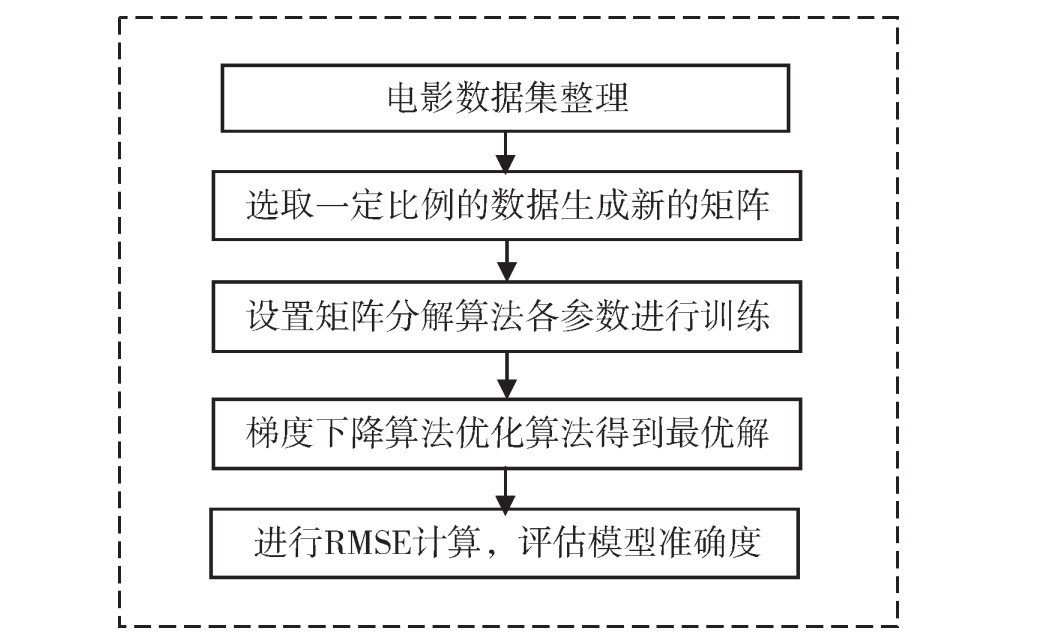 电影数据集整理
选取一定比例的数据生成新的矩阵
设置矩阵分解算法各参数进行训练
梯度下降算法优化算法得到最优解
进行RMSE计算，评估模型准确度